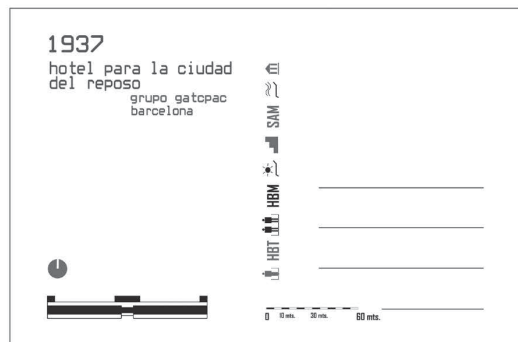 1937
hotel para la ciudad
del reposo
grupo gatcpac
barcelona
SAM
HBM
HBT
0 10 mts. 30 mts. 60 mts.